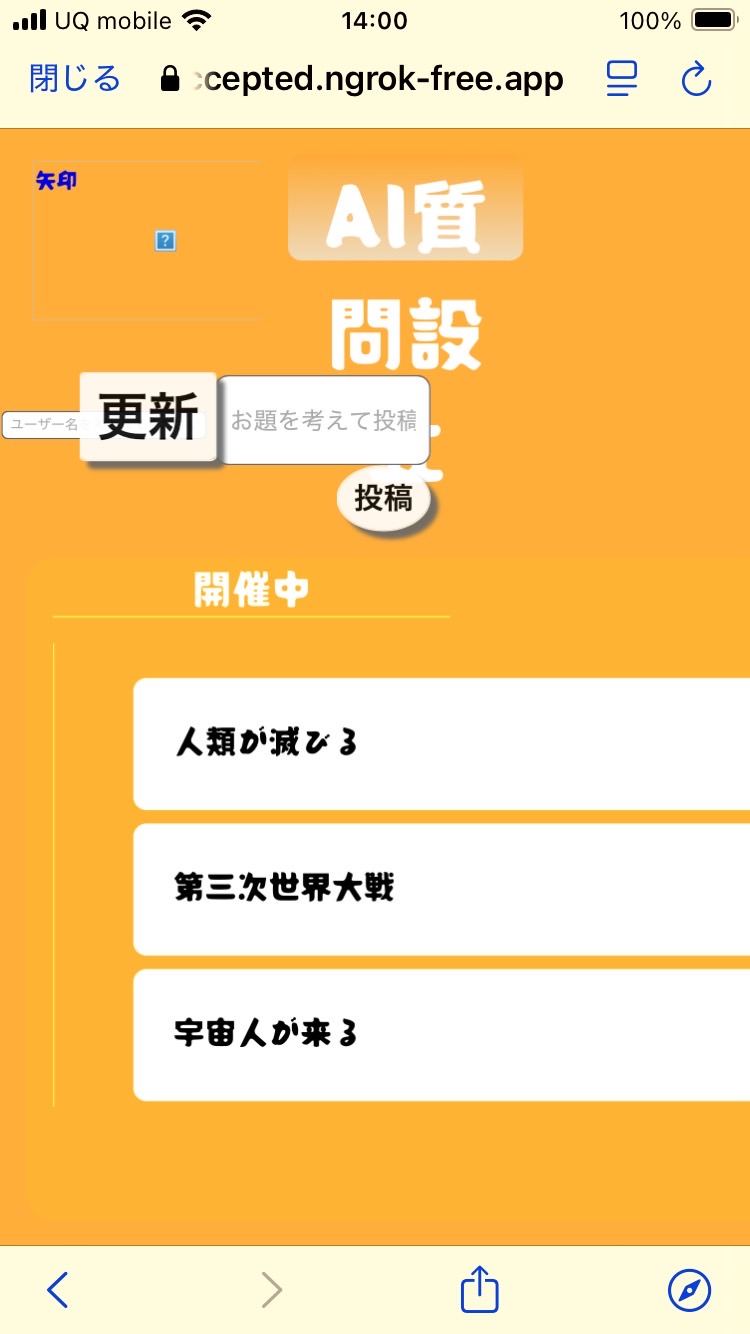 UQ mobile 14:00 100%
閉じる cepted.ngrok-free.app
矢印
AI質
問設
ユーザー名 更新 お題を考えて投稿
投稿
開催中
人類が滅びる
第三次世界大戦
宇宙人が来る